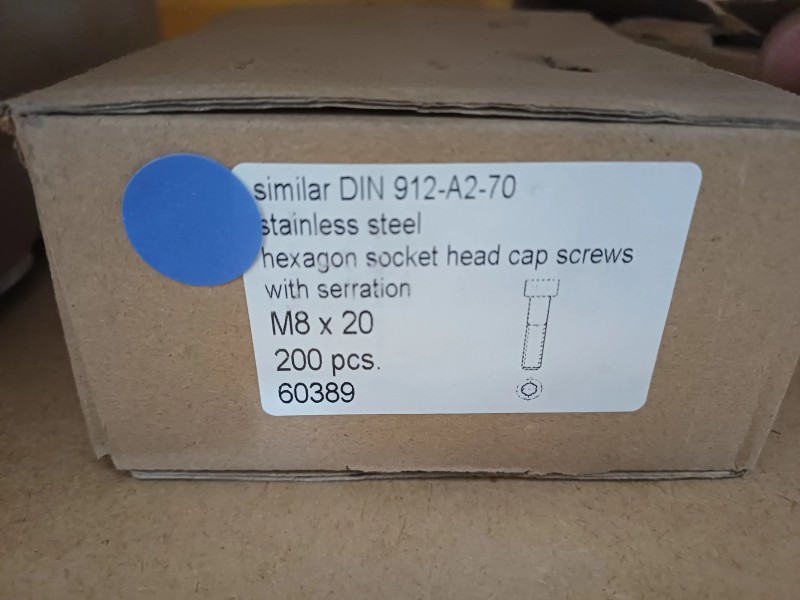 similar DIN 912-A2-70
stainless steel
hexagon socket head cap screws
with serration
M8 x 20
200 pcs.
60389